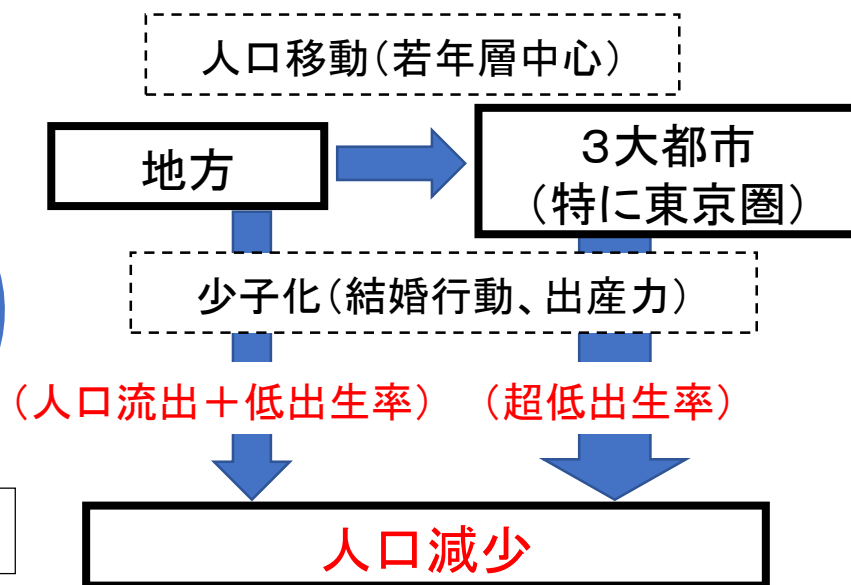 人口移動（若年層中心）
地方
３大都市
（特に東京圏）
少子化（結婚行動、出産力）
（人口流出＋低出生率）
（超低出生率）
人口減少